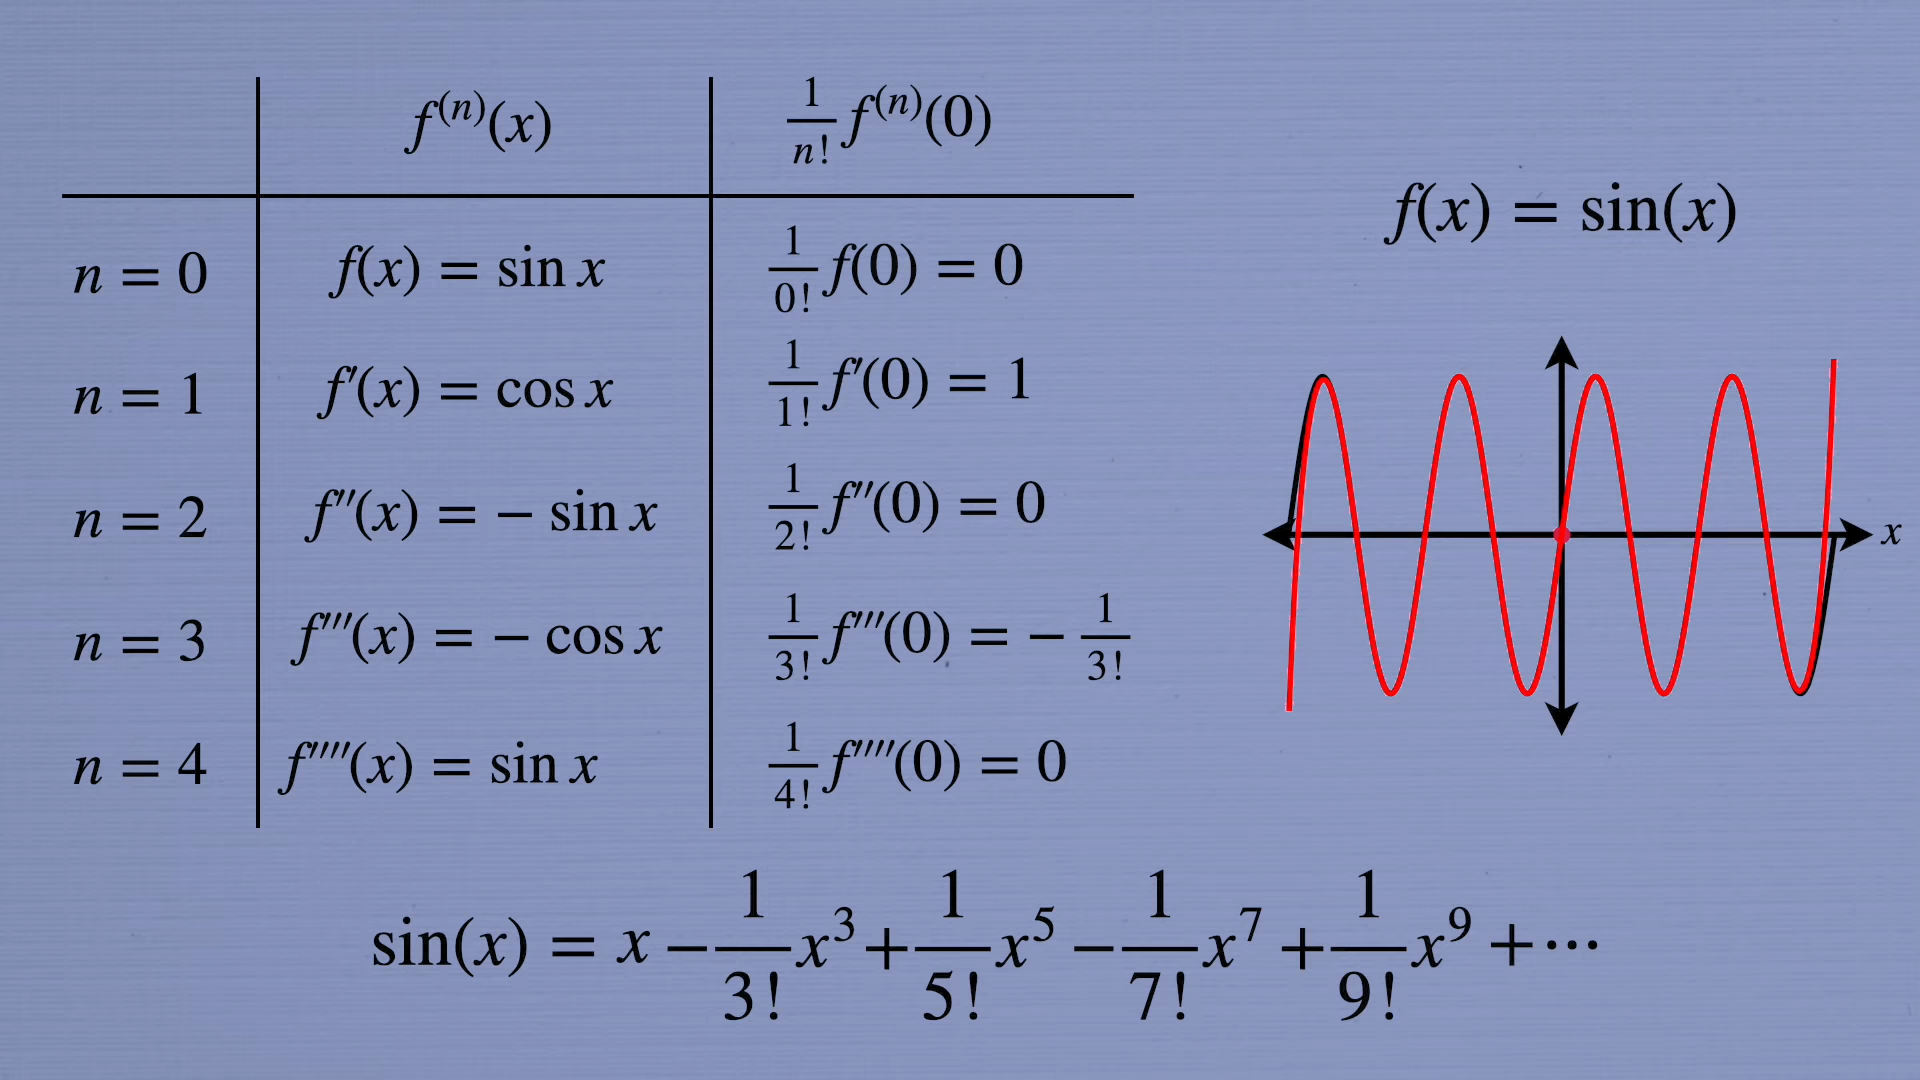 f⁽ⁿ⁾(x) 1/n! f⁽ⁿ⁾(0)
f(x) = sin(x)
n = 0 f(x) = sin x 1/0! f(0) = 0
n = 1 f′(x) = cos x 1/1! f′(0) = 1
n = 2 f′′(x) = − sin x 1/2! f′′(0) = 0
x
n = 3 f′′′(x) = − cos x 1/3! f′′′(0) = − 1/3!
n = 4 f′′′′(x) = sin x 1/4! f′′′′(0) = 0
sin(x) = x − 1/3! x³ + 1/5! x⁵ − 1/7! x⁷ + 1/9! x⁹ + ⋯